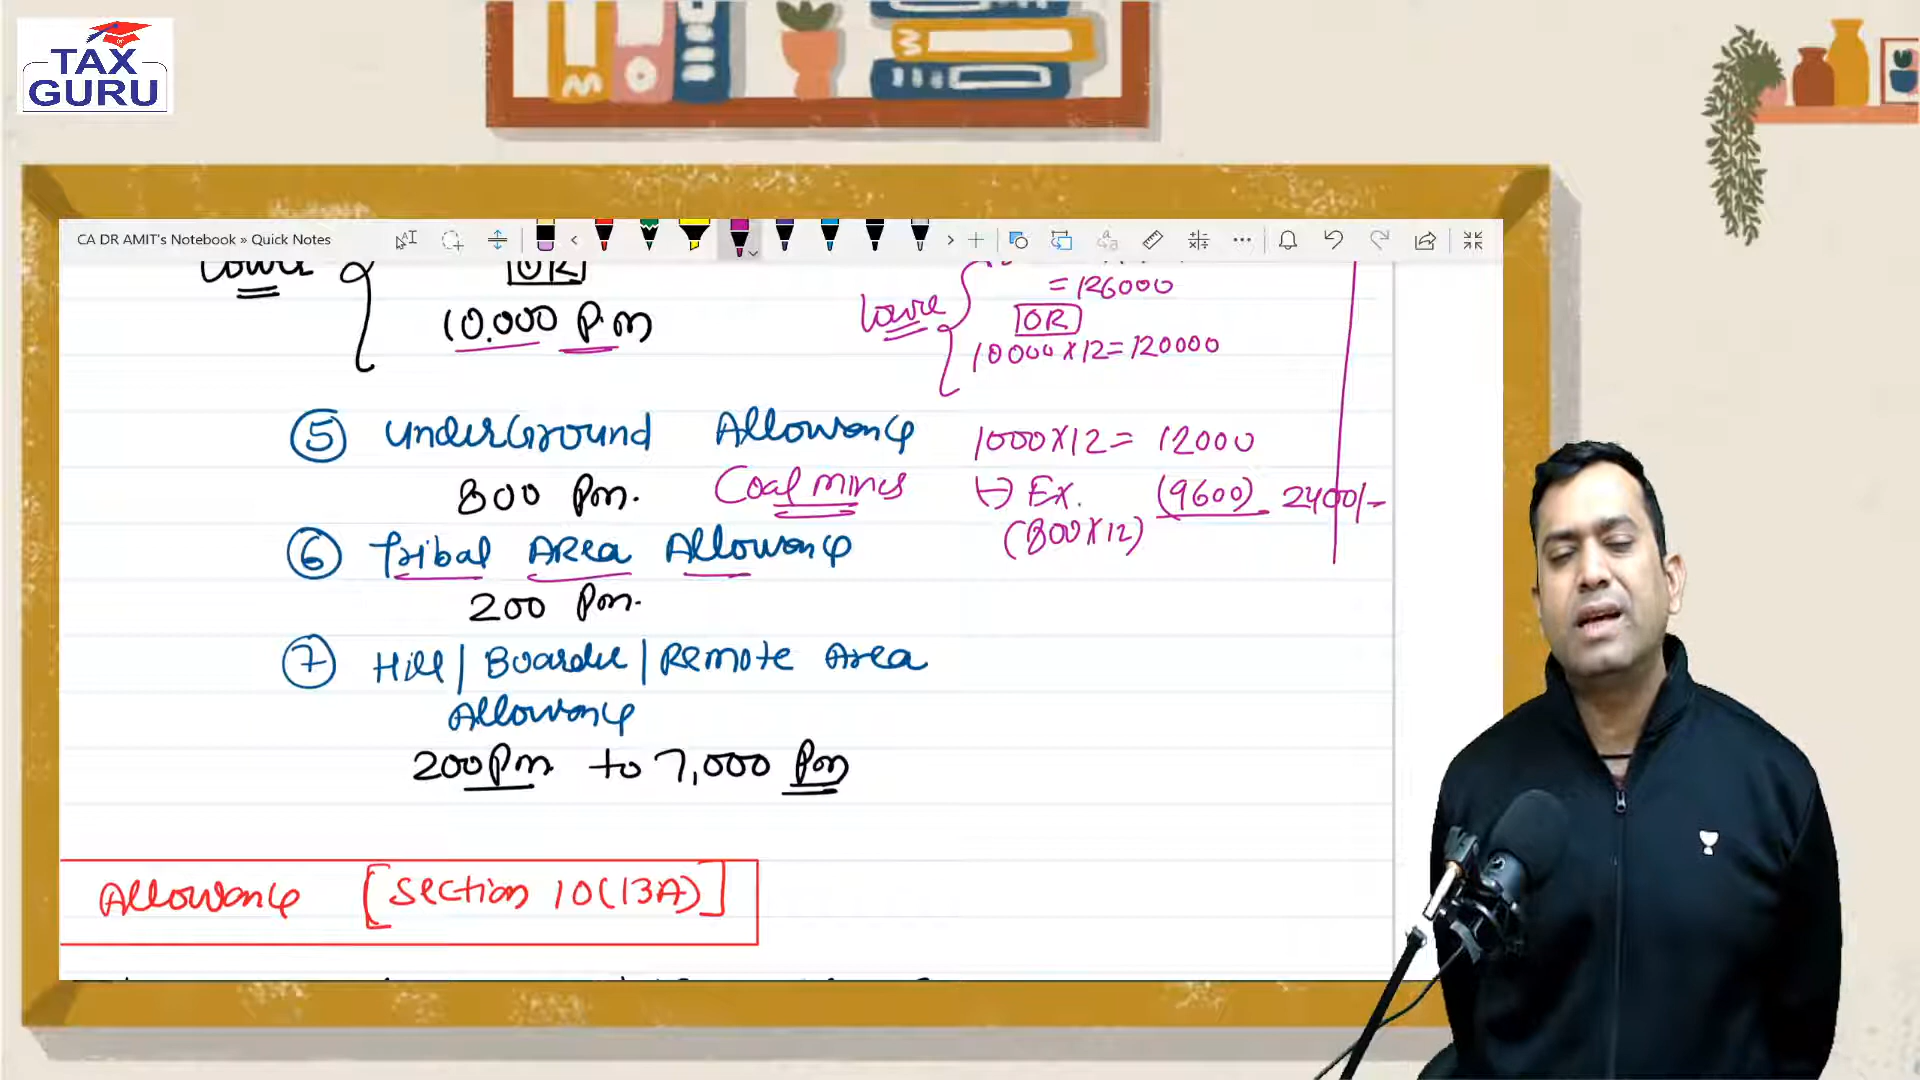 TAX
GURU
CA DR AMIT's Notebook » Quick Notes
OR
= 126000
10.000 P.m
Lowre
OR
10000 X 12 = 120000
5 UnderGround Allowance
1000 X 12 = 12000
800 Pm.
Coal mines
(-) Ex. (9600) 2400/-
(800 X 12)
6 Tribal Area Allowance
200 Pm.
7 Hill | Boarder | Remote Area
Allowance
200 Pm to 7,000 Pm
Allowance [Section 10(13A)]